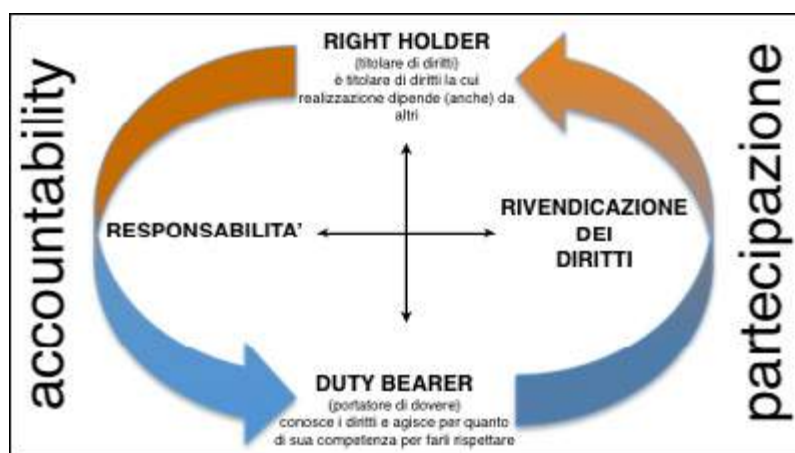 accountability
RIGHT HOLDER
(titolare di diritti)
è titolare di diritti la cui
realizzazione dipende (anche) da
altri
RESPONSABILITA'
RIVENDICAZIONE
DEI
DIRITTI
DUTY BEARER
(portatore di dovere)
conosce i diritti e agisce per quanto
di sua competenza per farli rispettare
partecipazione